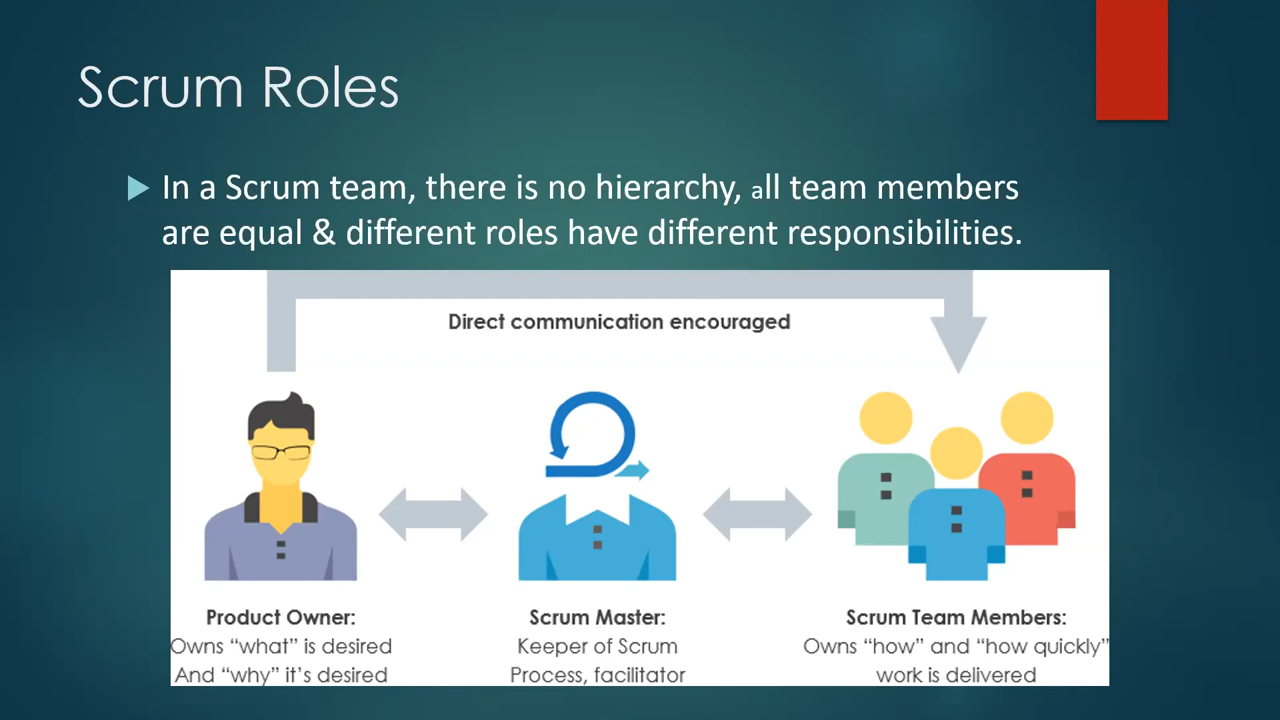 Scrum Roles
In a Scrum team, there is no hierarchy, all team members
are equal & different roles have different responsibilities.
Direct communication encouraged
Product Owner:
Owns “what” is desired
And “why” it’s desired
Scrum Master:
Keeper of Scrum
Process, facilitator
Scrum Team Members:
Owns “how” and “how quickly”
work is delivered